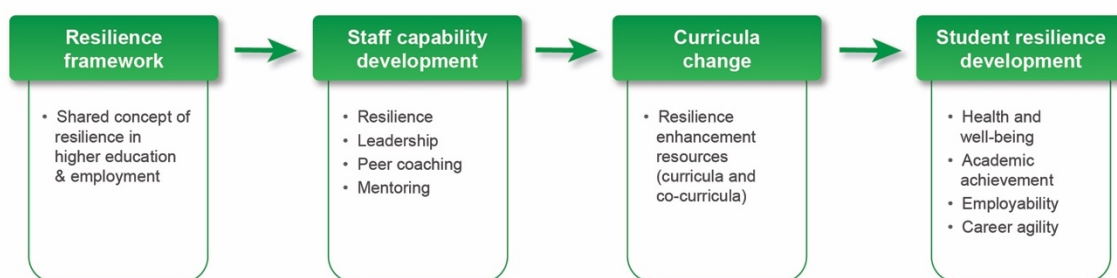 Resilience
framework
• Shared concept of
resilience in
higher education
& employment
Staff capability
development
• Resilience
• Leadership
• Peer coaching
• Mentoring
Curricula
change
• Resilience
enhancement
resources
(curricula and
co-curricula)
Student resilience
development
• Health and
well-being
• Academic
achievement
• Employability
• Career agility